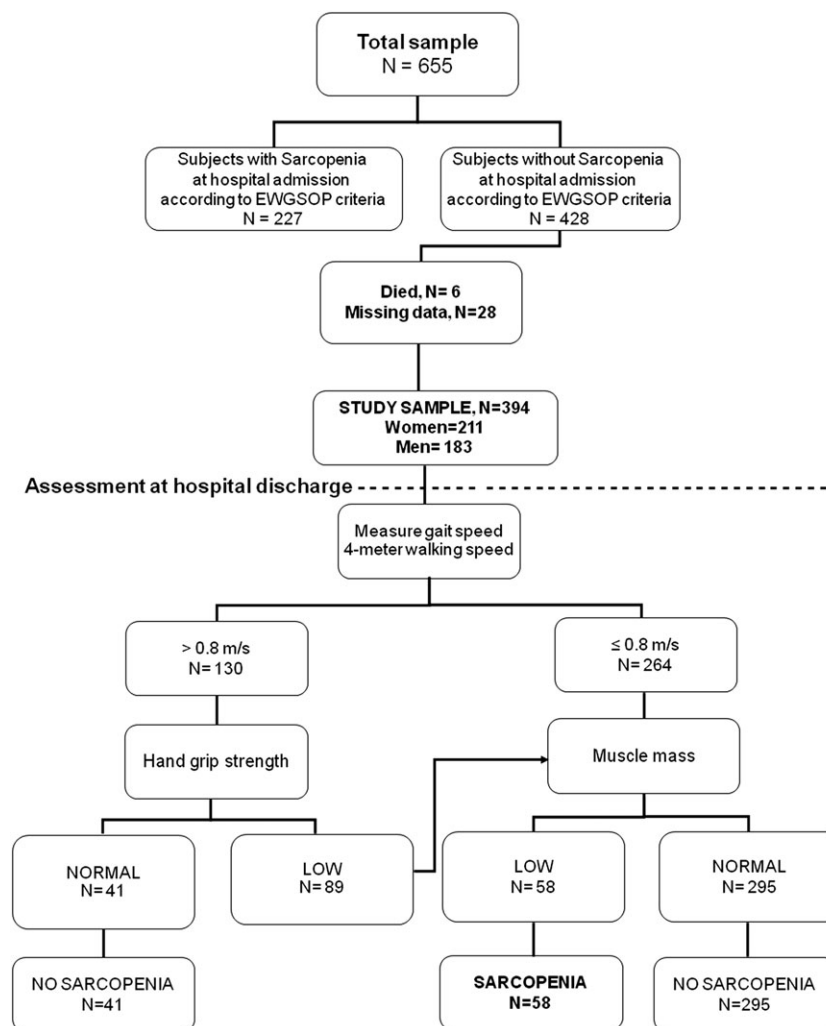 Total sample
N = 655
Subjects with Sarcopenia
at hospital admission
according to EWGSOP criteria
N = 227
Subjects without Sarcopenia
at hospital admission
according to EWGSOP criteria
N = 428
Died, N= 6
Missing data, N=28
STUDY SAMPLE, N=394
Women=211
Men= 183
Assessment at hospital discharge
Measure gait speed
4-meter walking speed
> 0.8 m/s
N= 130
≤ 0.8 m/s
N= 264
Hand grip strength
Muscle mass
NORMAL
N= 41
LOW
N= 89
LOW
N= 58
NORMAL
N= 295
NO SARCOPENIA
N=41
SARCOPENIA
N=58
NO SARCOPENIA
N=295